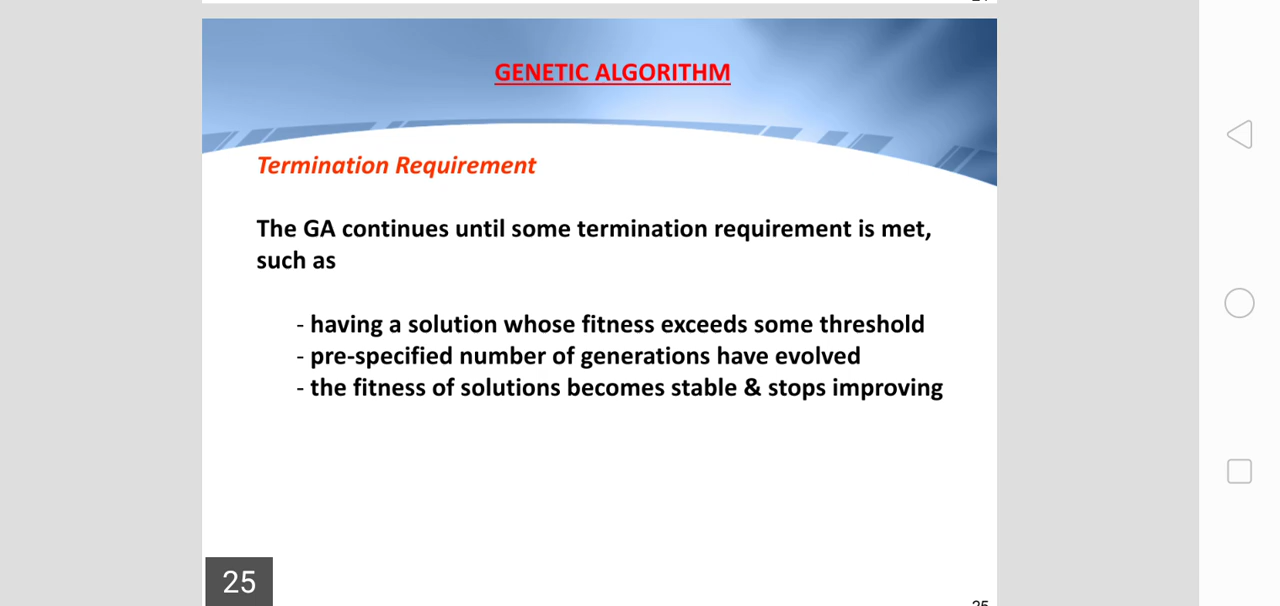 GENETIC ALGORITHM
Termination Requirement
The GA continues until some termination requirement is met,
such as
- having a solution whose fitness exceeds some threshold
- pre-specified number of generations have evolved
- the fitness of solutions becomes stable & stops improving
25
25